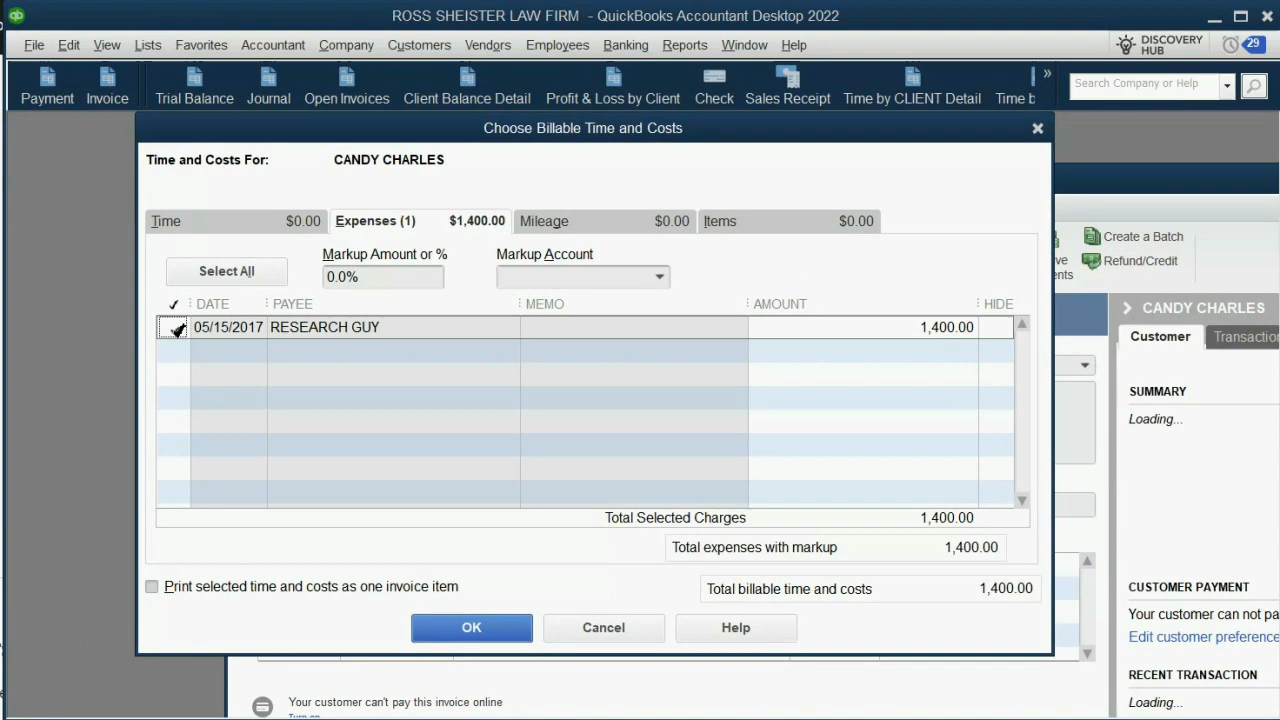 ROSS SHEISTER LAW FIRM - QuickBooks Accountant Desktop 2022
File Edit View Lists Favorites Accountant Company Customers Vendors Employees Banking Reports Window Help
DISCOVERY HUB 29
Payment Invoice Trial Balance Journal Open Invoices Client Balance Detail Profit & Loss by Client Check Sales Receipt Time by CLIENT Detail Time b
Search Company or Help
Choose Billable Time and Costs
Time and Costs For: CANDY CHARLES
Time $0.00 Expenses (1) $1,400.00 Mileage $0.00 Items $0.00
Markup Amount or % Markup Account
Select All 0.0%
DATE PAYEE MEMO AMOUNT HIDE
05/15/2017 RESEARCH GUY 1,400.00
Total Selected Charges 1,400.00
Total expenses with markup 1,400.00
Print selected time and costs as one invoice item
Total billable time and costs 1,400.00
OK Cancel Help
Create a Batch
Refund/Credit
CANDY CHARLES
Customer Transactio
SUMMARY
Loading...
CUSTOMER PAYMENT
Your customer can not pa
Edit customer preference
RECENT TRANSACTION
Loading...
Your customer can't pay this invoice online
Turn on